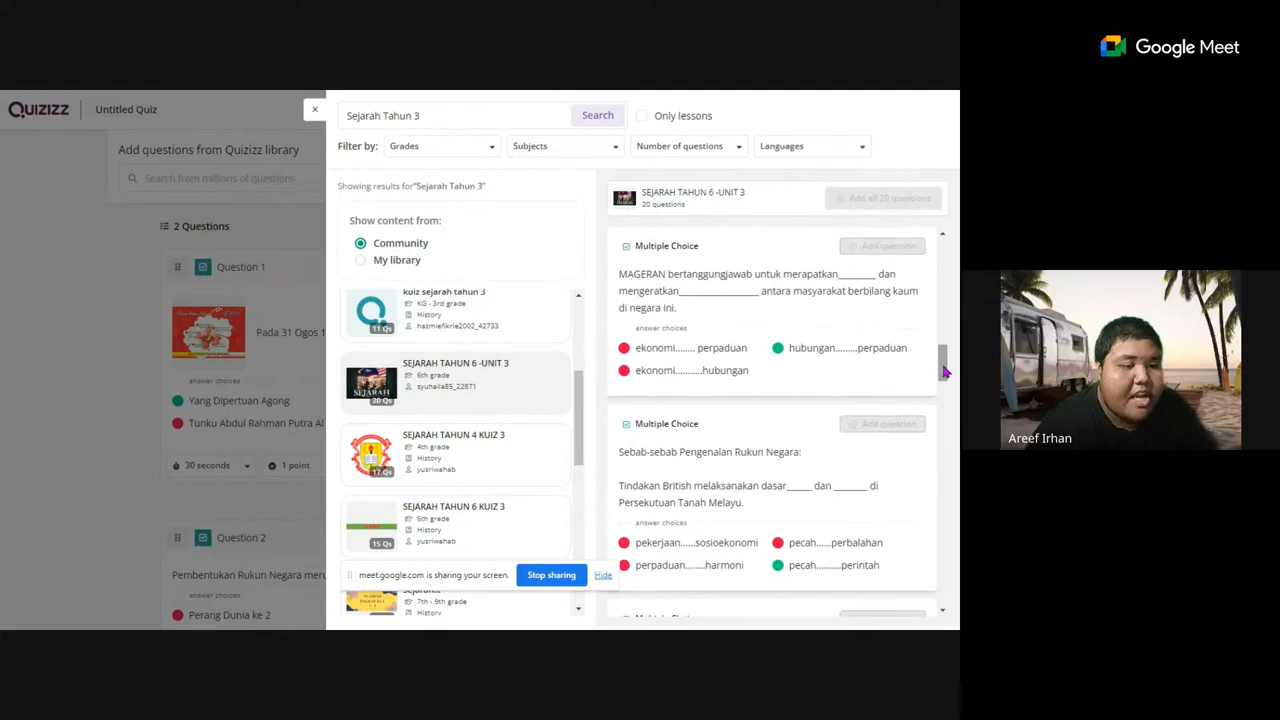 Google Meet
QUIZIZZ
Untitled Quiz
×
Sejarah Tahun 3
Search
Only lessons
Filter by:
Grades
Subjects
Number of questions
Languages
Add questions from Quizizz library
Search from millions of questions
2 Questions
Question 1
Pada 31 Ogos 1
answer choices
Yang Dipertuan Agong
Tunku Abdul Rahman Putra Al
30 seconds
1 point
Question 2
Pembentukan Rukun Negara meru
answer choices
Perang Dunia ke 2
Showing results for"Sejarah Tahun 3"
Show content from:
Community
My library
kuiz sejarah tahun 3
KG - 3rd grade
History
hazmiefikrie2002_42733
11 Qs
SEJARAH TAHUN 6 -UNIT 3
6th grade
syuhaila85_22871
SEJARAH
20 Qs
SEJARAH TAHUN 4 KUIZ 3
4th grade
History
yusriwahab
17 Qs
SEJARAH TAHUN 6 KUIZ 3
6th grade
History
yusriwahab
15 Qs
meet.google.com is sharing your screen.
Stop sharing
Hide
7th - 9th grade
History
SEJARAH TAHUN 6 -UNIT 3
20 questions
Add all 20 questions
Multiple Choice
Add question
MAGERAN bertanggungjawab untuk merapatkan________ dan
mengeratkan_________________ antara masyarakat berbilang kaum
di negara ini.
answer choices
ekonomi........ perpaduan
hubungan.........perpaduan
ekonomi...........hubungan
Multiple Choice
Add question
Sebab-sebab Pengenalan Rukun Negara:
Tindakan British melaksanakan dasar______ dan ________ di
Persekutuan Tanah Melayu.
answer choices
pekerjaan......sosioekonomi
pecah......perbalahan
perpaduan........harmoni
pecah......perintah
Areef Irhan